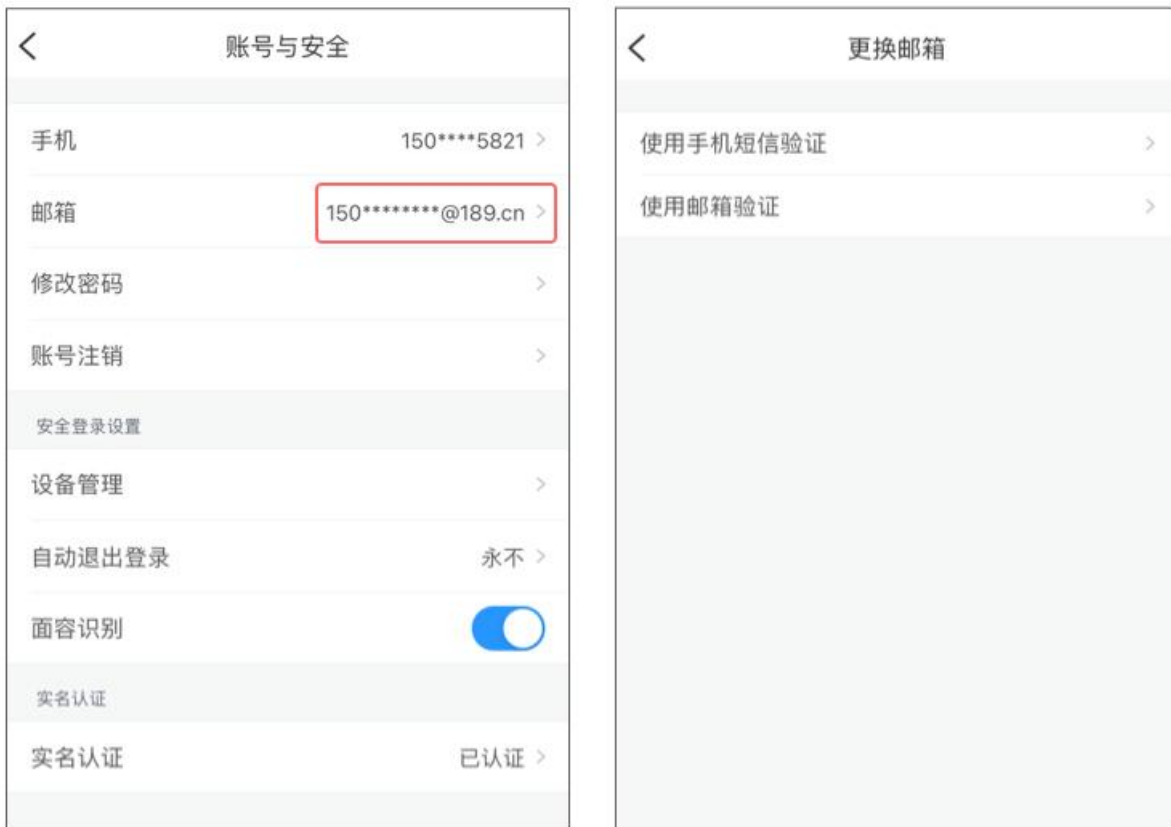 账号与安全
手机 150****5821
邮箱 150********@189.cn
修改密码
账号注销
安全登录设置
设备管理
自动退出登录 永不
面容识别
实名认证
实名认证 已认证
更换邮箱
使用手机短信验证
使用邮箱验证